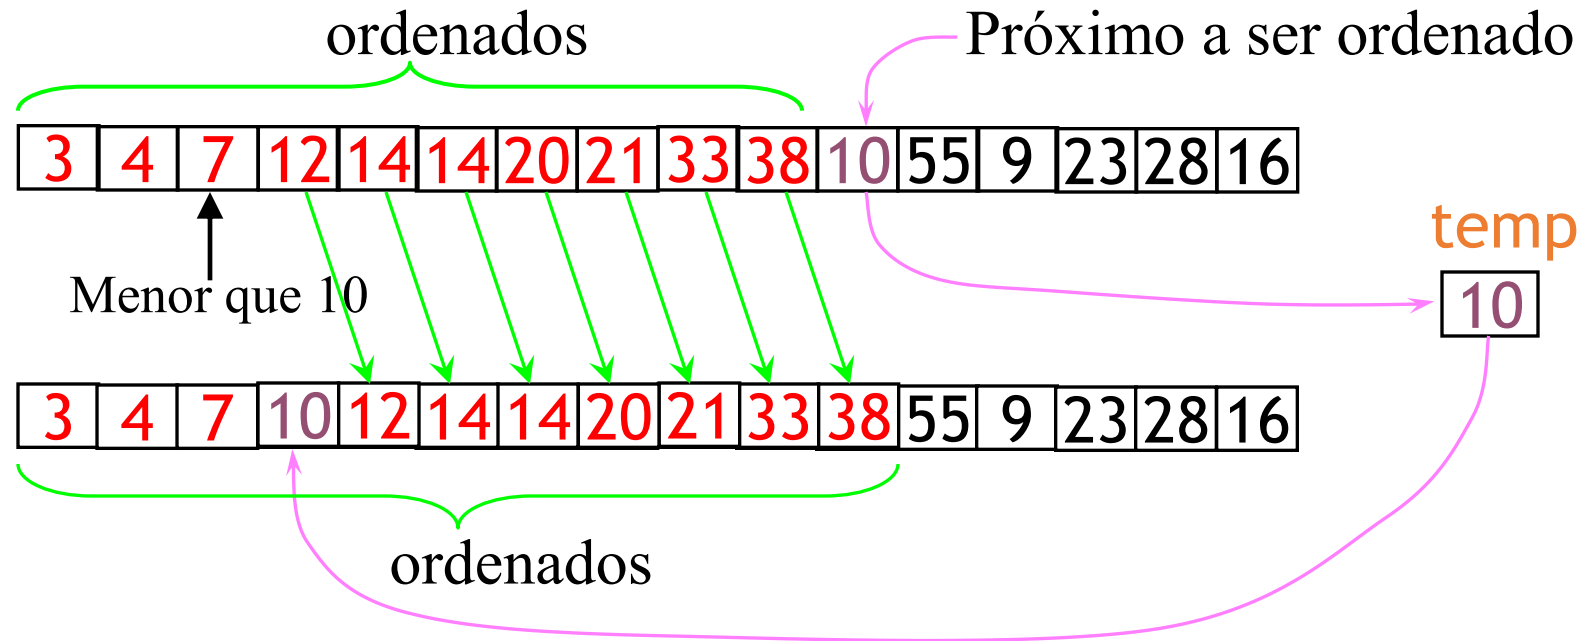 ordenados
Próximo a ser ordenado
3 4 7 12 14 14 20 21 33 38 10 55 9 23 28 16
temp
Menor que 10
10
3 4 7 10 12 14 14 20 21 33 38 55 9 23 28 16
ordenados